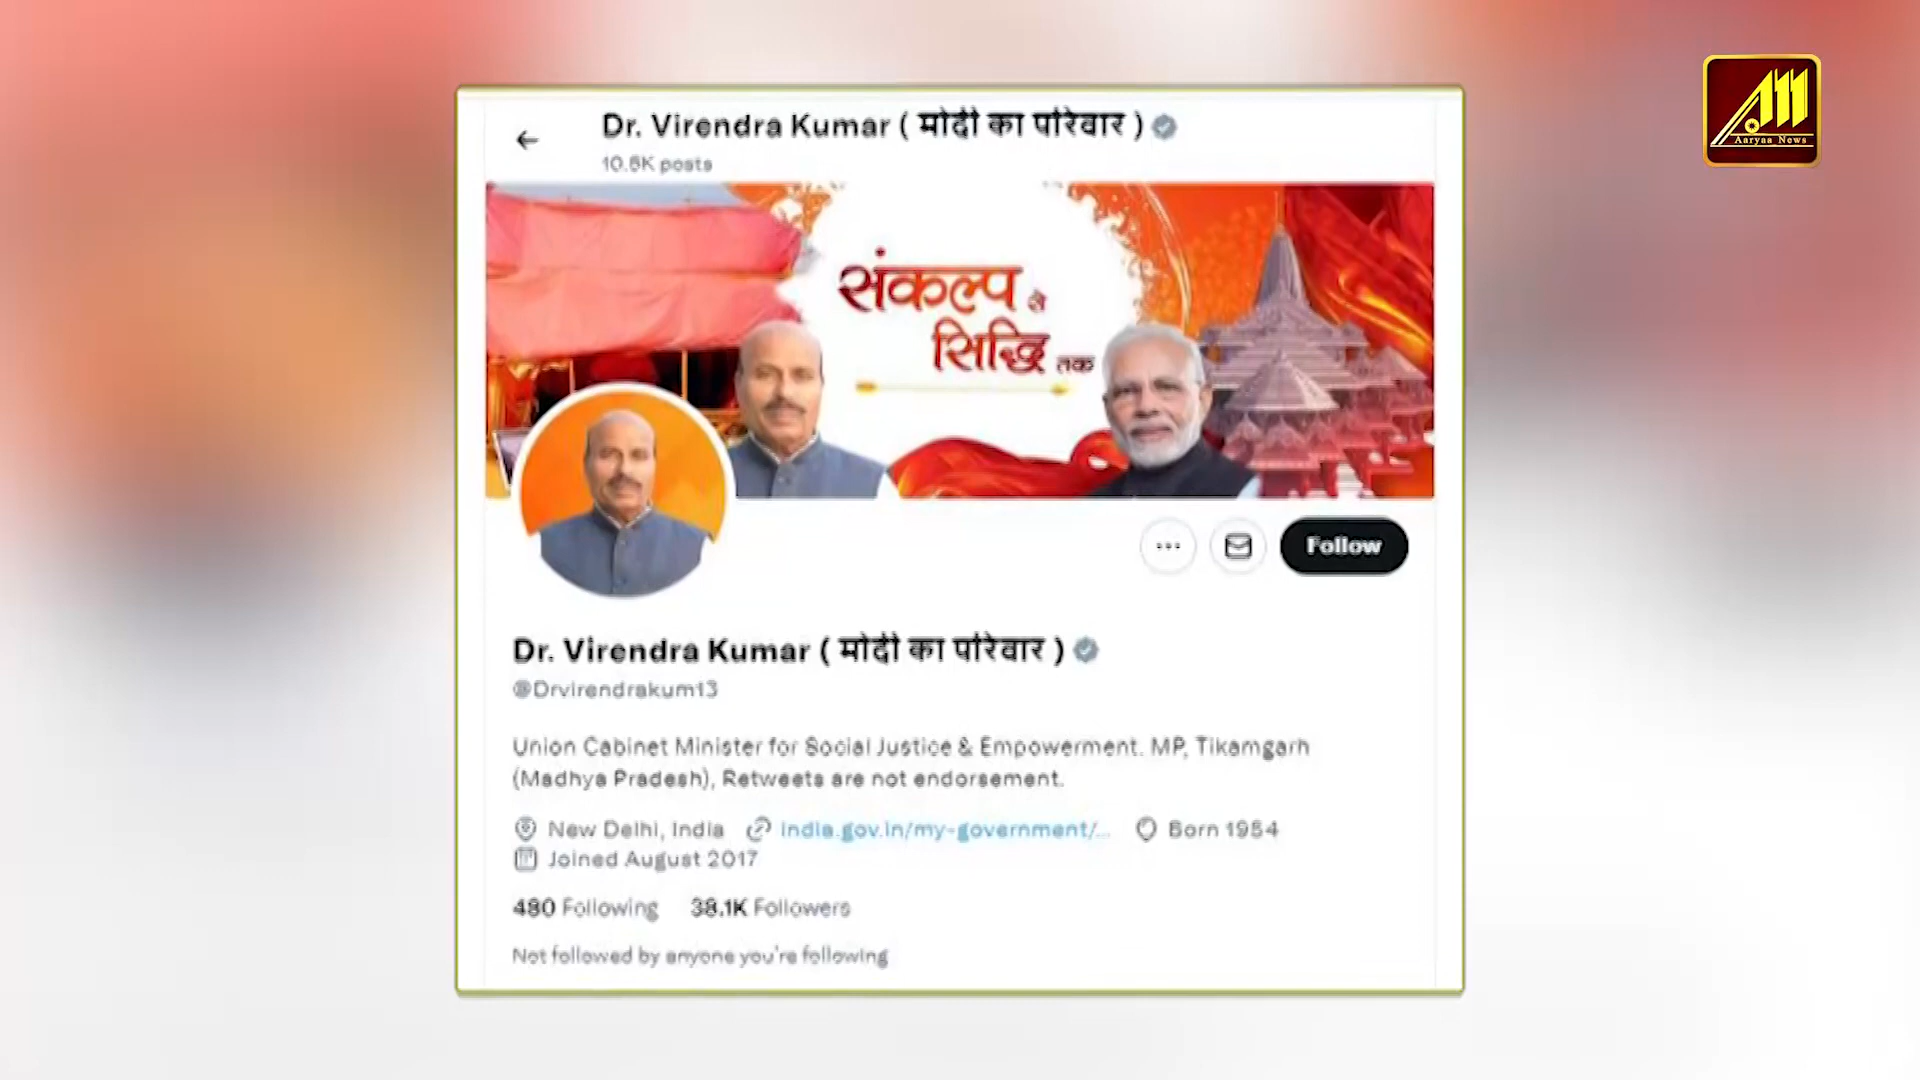 Dr. Virendra Kumar ( मोदी का परिवार )
10.6K posts
Aaryaa News
संकल्प से
सिद्धि तक
Follow
Dr. Virendra Kumar ( मोदी का परिवार )
@Drvirendrakum13
Union Cabinet Minister for Social Justice & Empowerment. MP, Tikamgarh
(Madhya Pradesh), Retweets are not endorsement.
New Delhi, India india.gov.in/my-government/... Born 1954
Joined August 2017
480 Following 38.1K Followers
Not followed by anyone you're following